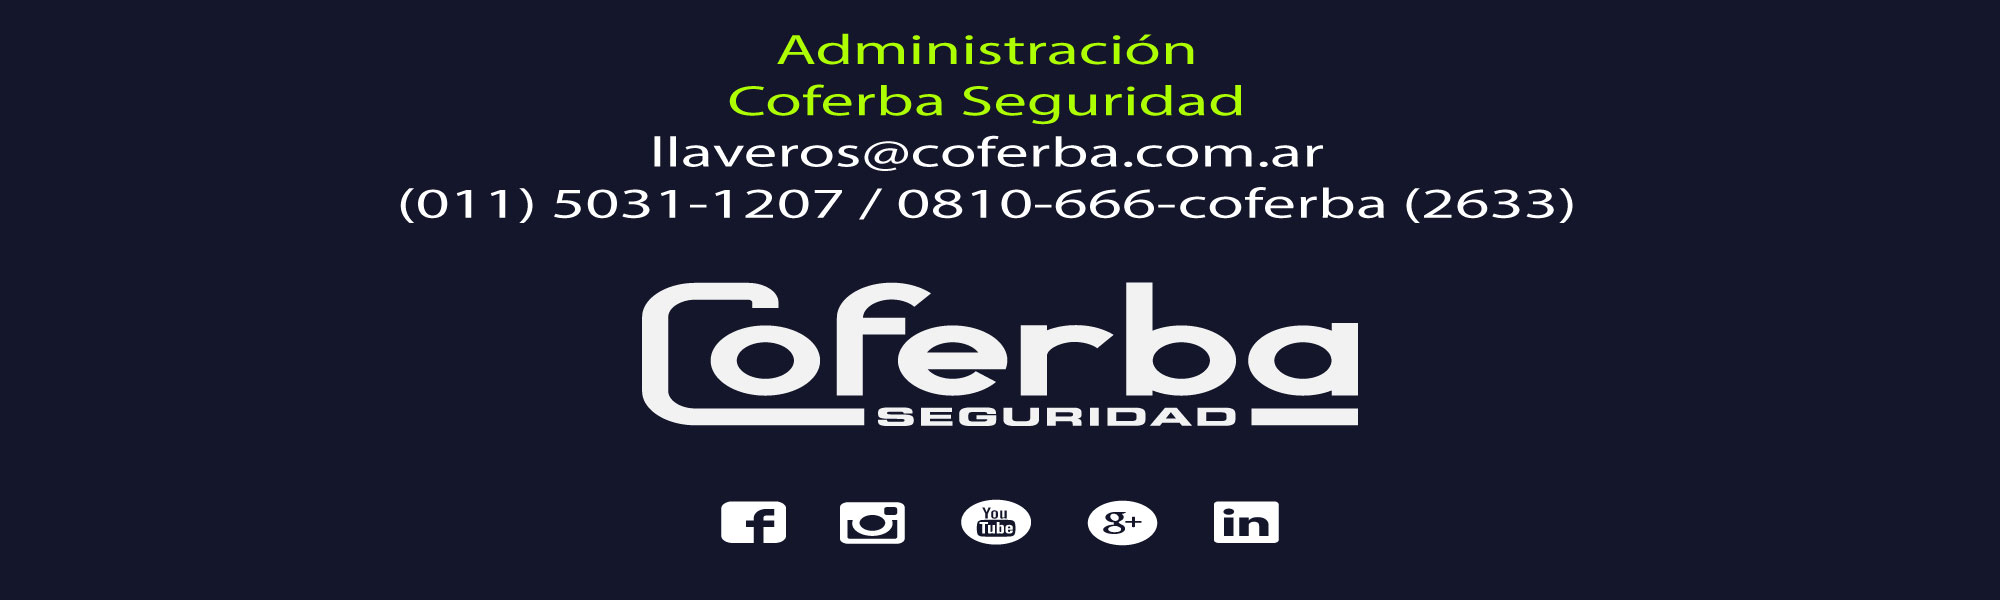 Administración
Coferba Seguridad
llaveros@coferba.com.ar
(011) 5031-1207 / 0810-666-coferba (2633)
Coferba
SEGURIDAD
f
You
Tube
g+
in